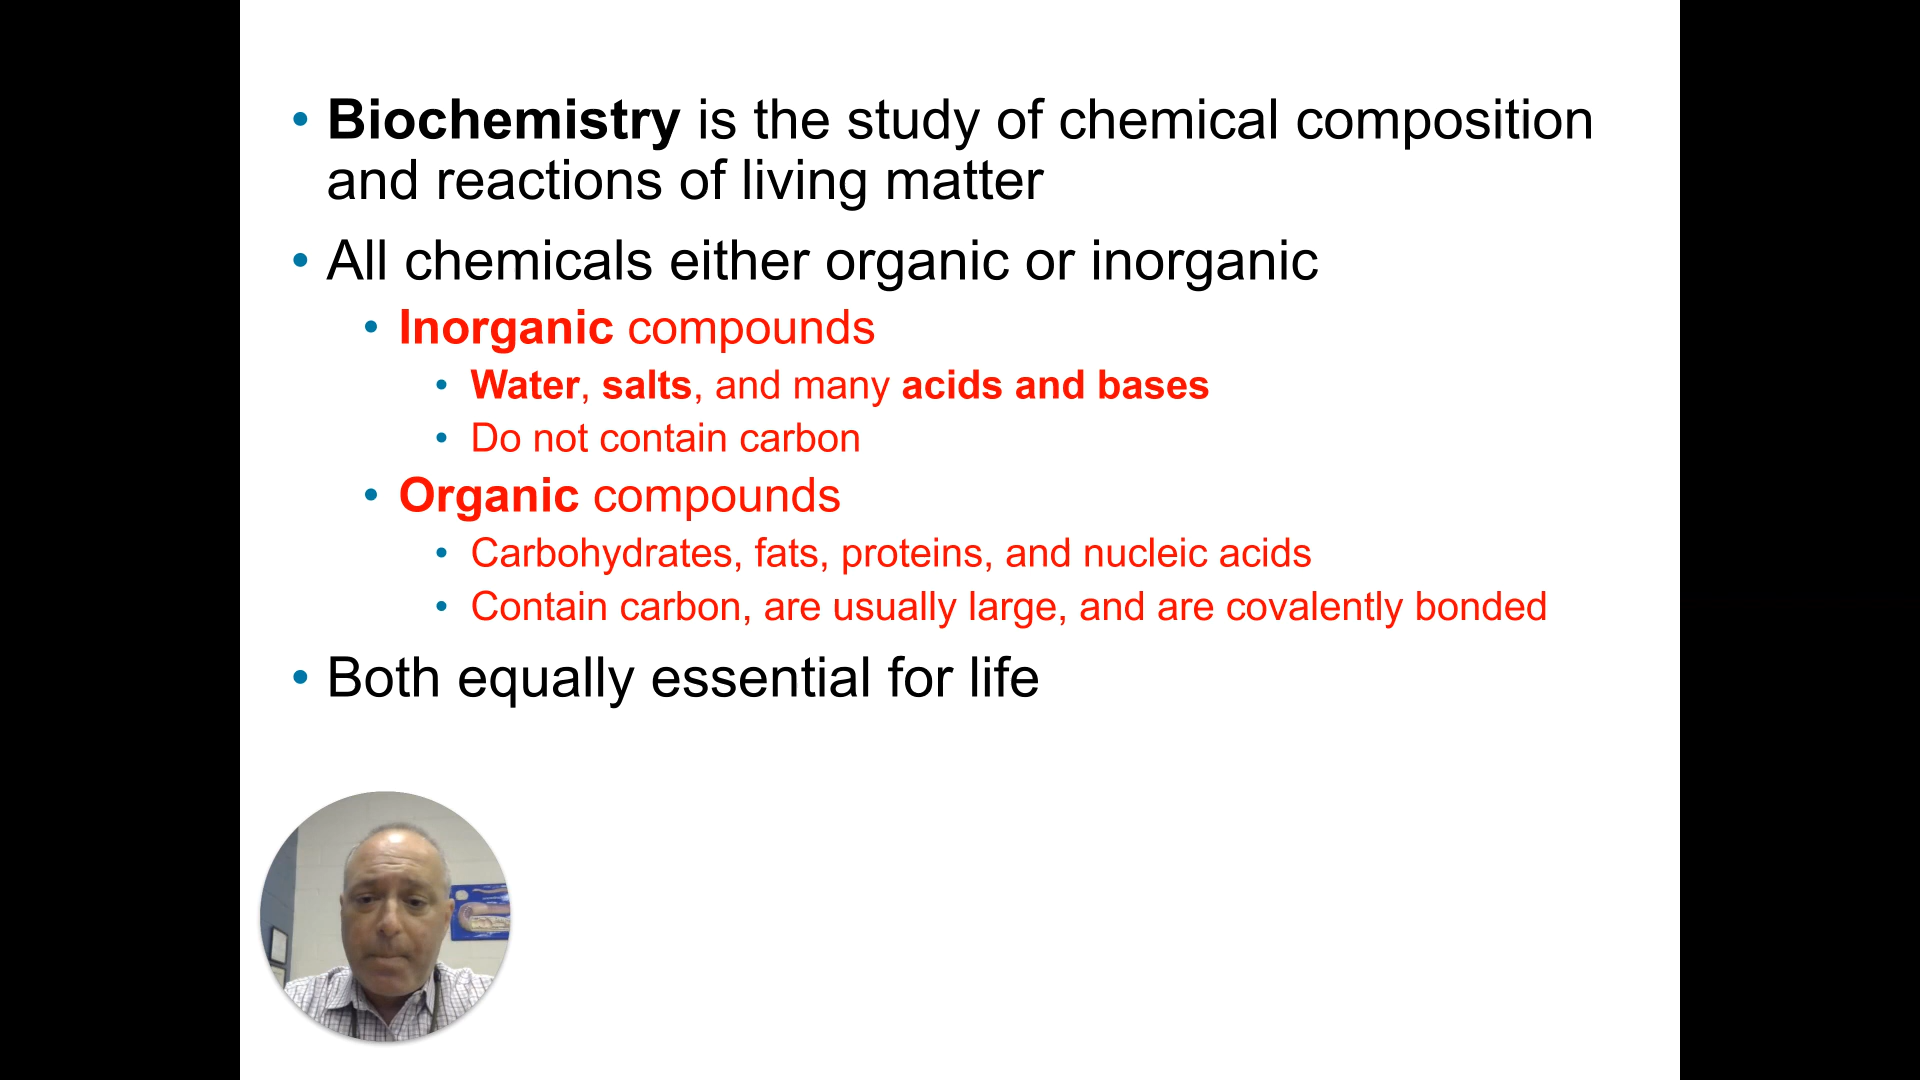 • Biochemistry is the study of chemical composition
and reactions of living matter
• All chemicals either organic or inorganic
• Inorganic compounds
• Water, salts, and many acids and bases
• Do not contain carbon
• Organic compounds
• Carbohydrates, fats, proteins, and nucleic acids
• Contain carbon, are usually large, and are covalently bonded
• Both equally essential for life